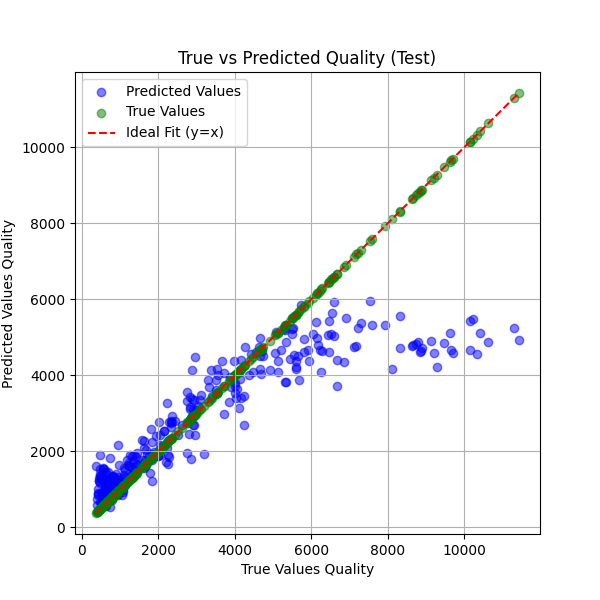 True vs Predicted Quality (Test)
Predicted Values
True Values
Ideal Fit (y=x)
Predicted Values Quality
10000
8000
6000
4000
2000
0
0 2000 4000 6000 8000 10000
True Values Quality